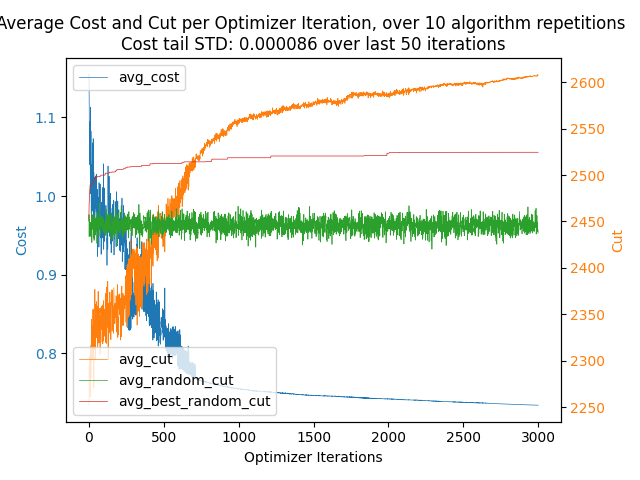 Average Cost and Cut per Optimizer Iteration, over 10 algorithm repetitions
Cost tail STD: 0.000086 over last 50 iterations
avg_cost
1.1
1.0
0.9
0.8
Cost
2600
2550
2500
2450
2400
2350
2300
2250
Cut
avg_cut
avg_random_cut
avg_best_random_cut
0 500 1000 1500 2000 2500 3000
Optimizer Iterations